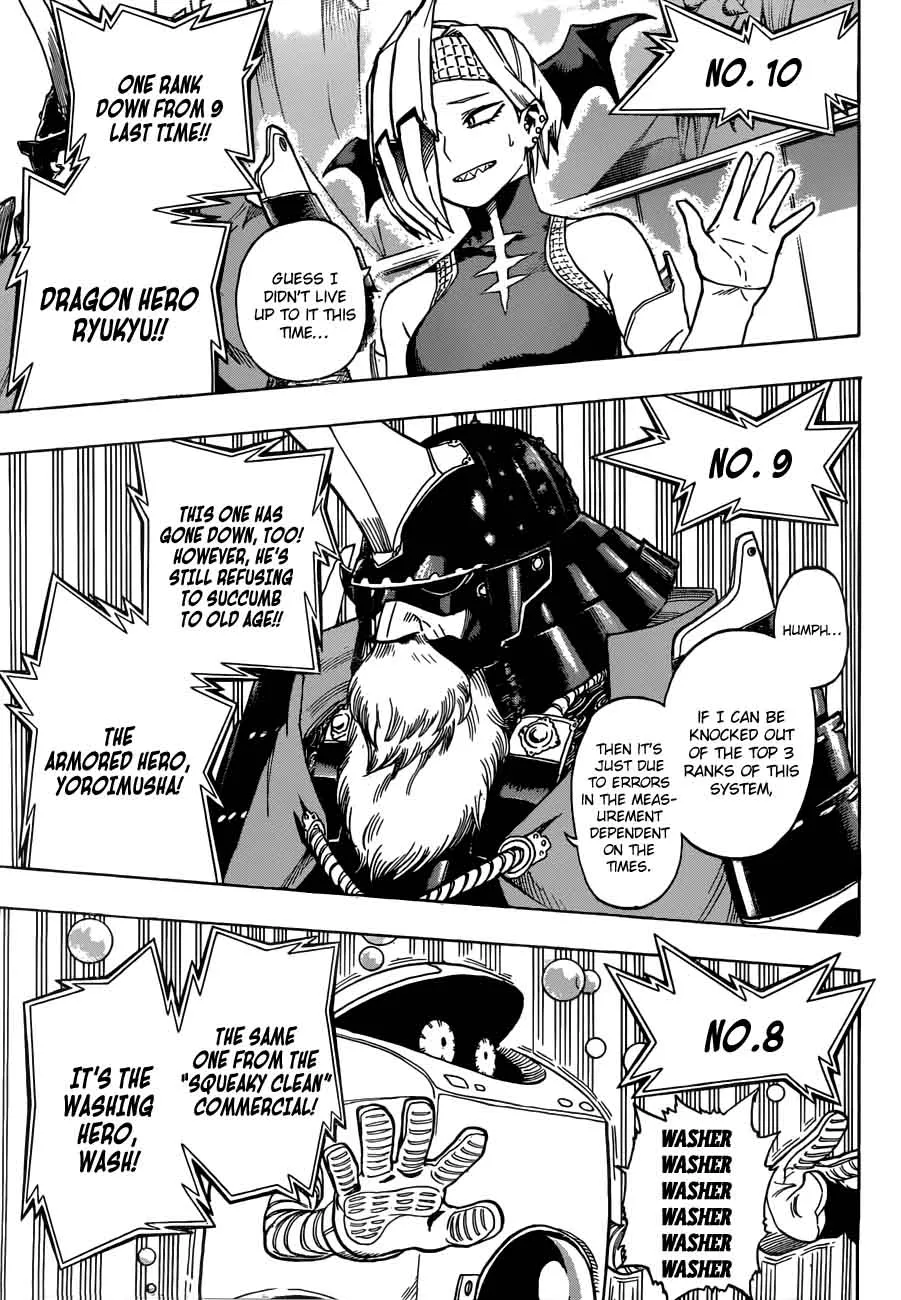 NO. 10
ONE RANK
DOWN FROM 9
LAST TIME!!
DRAGON HERO
RYUKYU!!
GUESS I
DIDN'T LIVE
UP TO IT THIS
TIME...
NO. 9
THIS ONE HAS
GONE DOWN, TOO!
HOWEVER, HE'S
STILL REFUSING
TO SUCCUMB
TO OLD AGE!!
THE
ARMORED HERO,
YOROIMUSHA!
HUMPH...
IF I CAN BE
KNOCKED OUT
OF THE TOP 3
RANKS OF THIS
SYSTEM,
THEN IT'S
JUST DUE
TO ERRORS
IN THE MEAS-
UREMENT
DEPENDENT
ON THE
TIMES.
NO.8
THE SAME
ONE FROM THE
"SQUEAKY CLEAN"
COMMERCIAL!
IT'S THE
WASHING
HERO,
WASH!
WASHER
WASHER
WASHER
WASHER
WASHER
WASHER